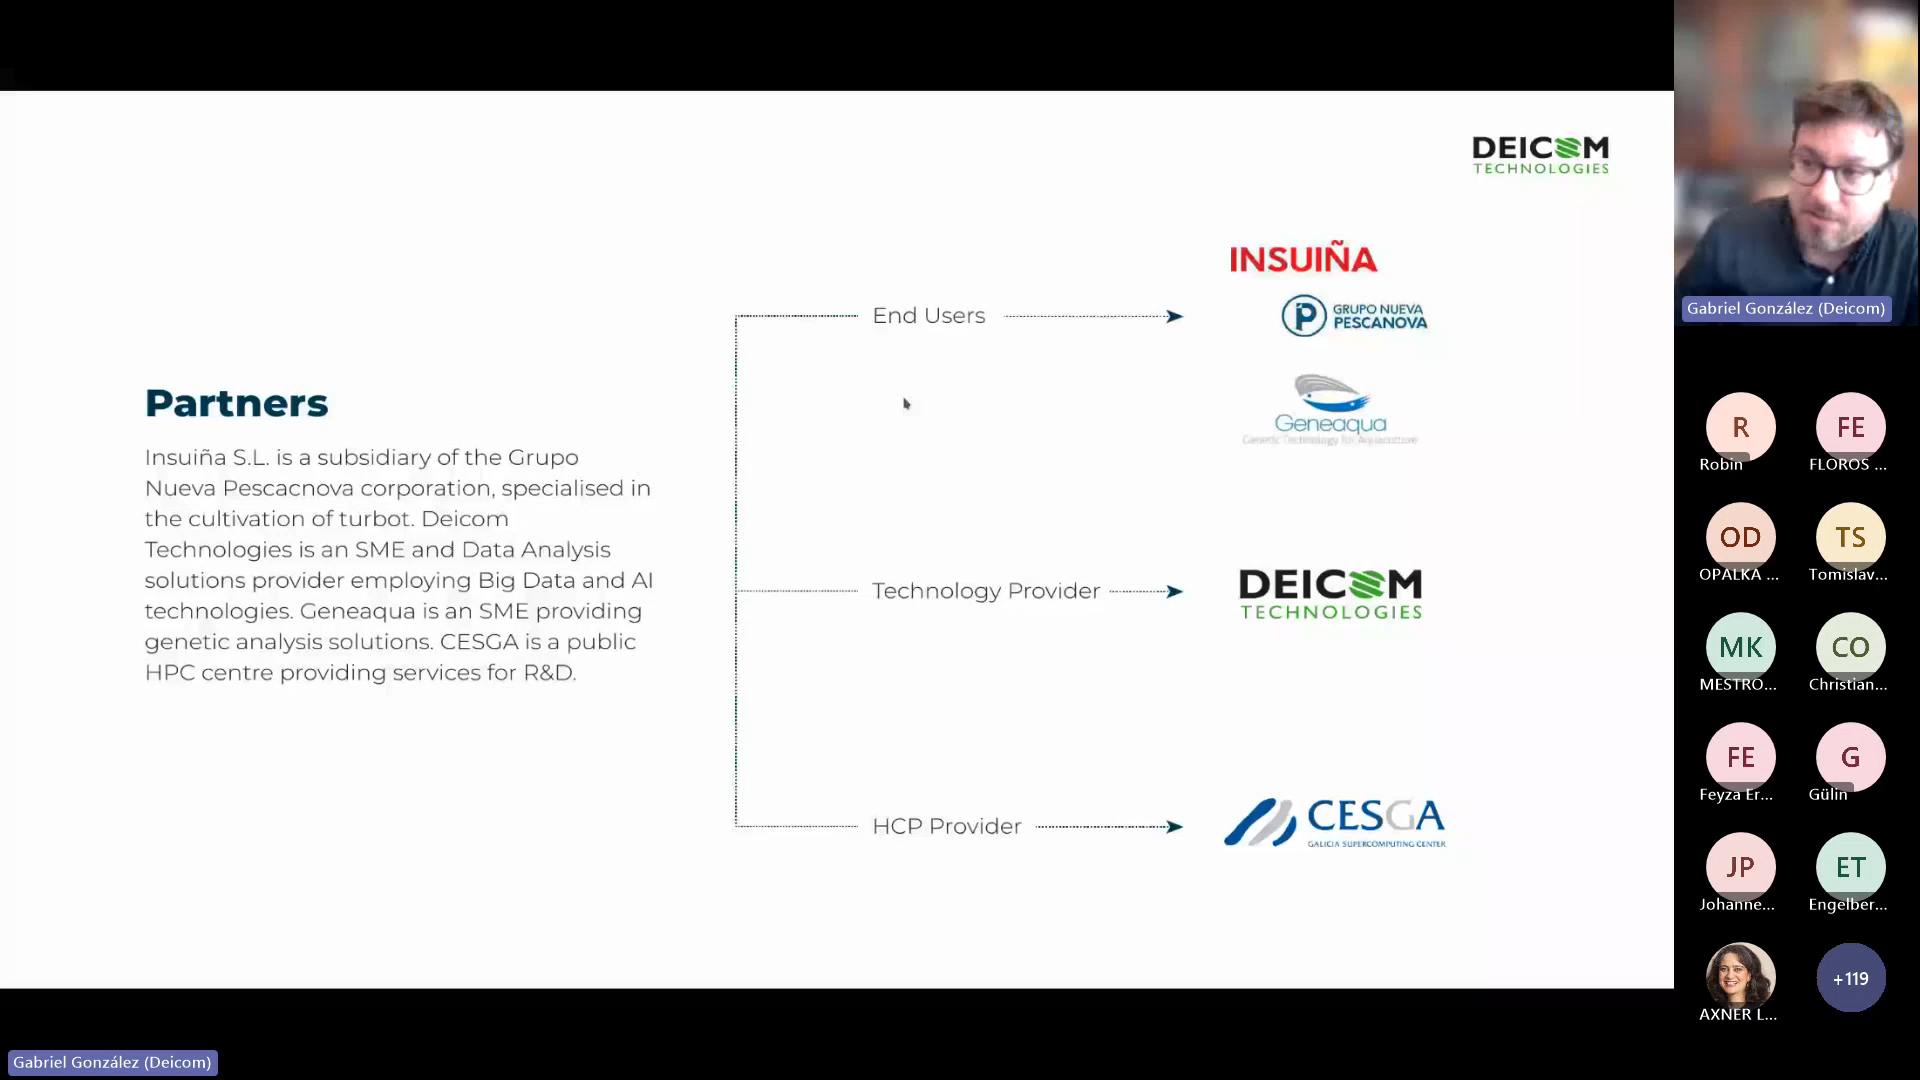 DEICOM
TECHNOLOGIES
INSUIÑA
GRUPO NUEVA
PESCANOVA
End Users
Geneaqua
Genetic Technology for Aquaculture
Partners
Insuiña S.L. is a subsidiary of the Grupo
Nueva Pescacnova corporation, specialised in
the cultivation of turbot. Deicom
Technologies is an SME and Data Analysis
solutions provider employing Big Data and AI
technologies. Geneaqua is an SME providing
genetic analysis solutions. CESGA is a public
HPC centre providing services for R&D.
Technology Provider
DEICOM
TECHNOLOGIES
HCP Provider
CESGA
GALICIA SUPERCOMPUTING CENTER
Gabriel González (Deicom)
R
Robin
FE
FLOROS ...
OD
OPALKA ...
TS
Tomislav...
MK
MESTRO...
CO
Christian...
FE
Feyza Er...
G
Gülin
JP
Johanne...
ET
Engelber...
AXNER L...
+119
Gabriel González (Deicom)